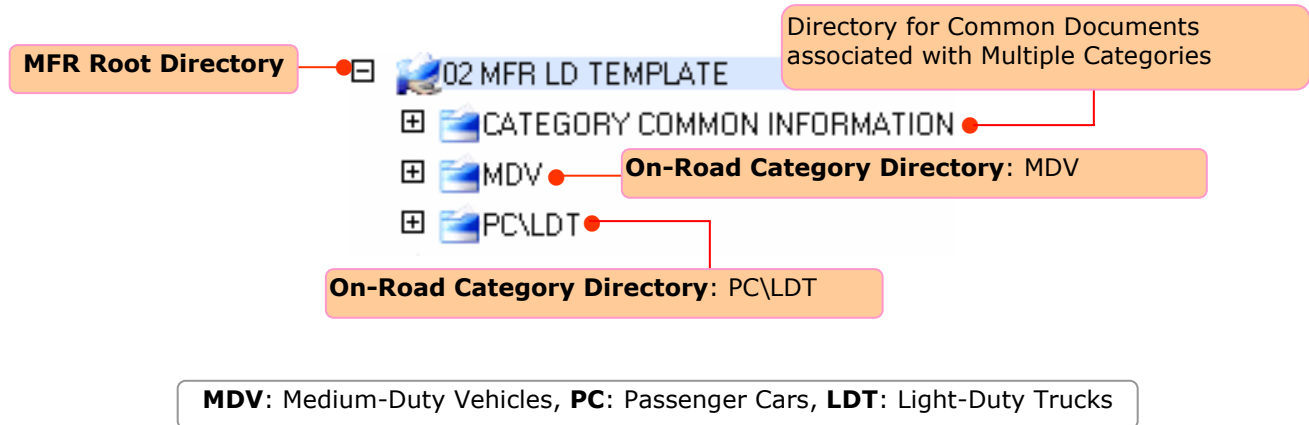 Directory for Common Documents
associated with Multiple Categories
MFR Root Directory
02 MFR LD TEMPLATE
CATEGORY COMMON INFORMATION
MDV
On-Road Category Directory: MDV
PC\LDT
On-Road Category Directory: PC\LDT
MDV: Medium-Duty Vehicles, PC: Passenger Cars, LDT: Light-Duty Trucks